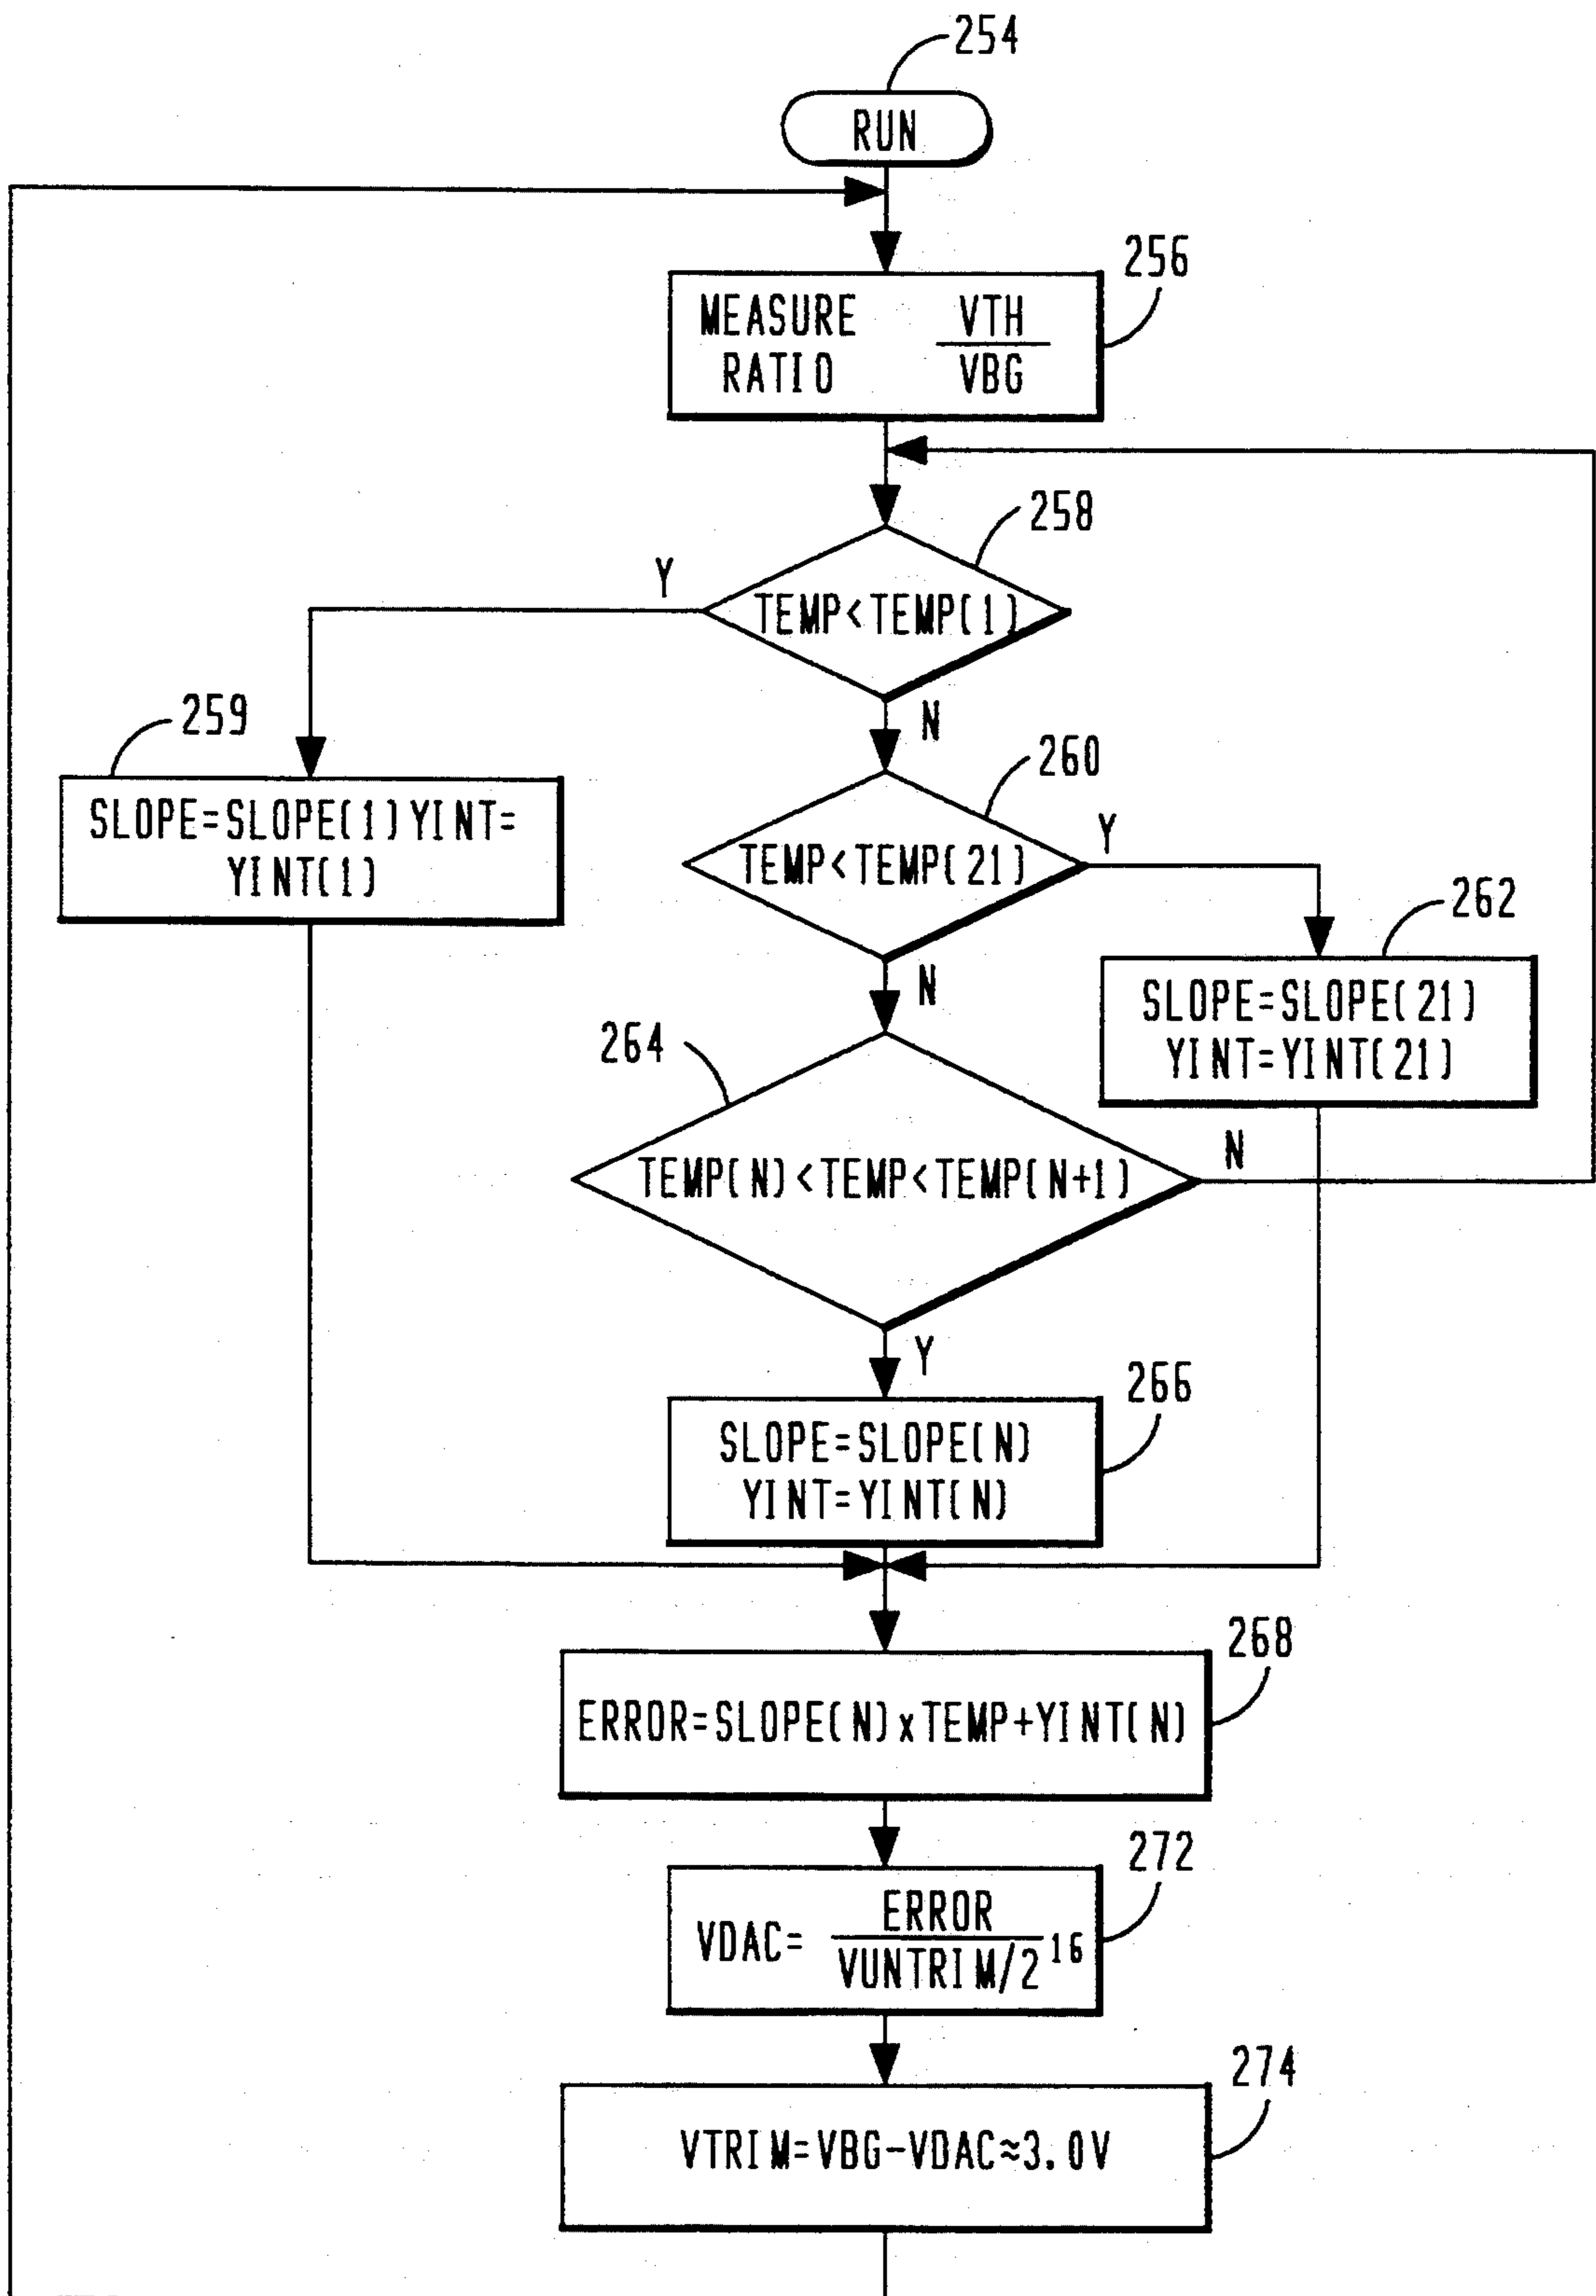 254
RUN
256
MEASURE RATIO VTH/VBG
258
Y
TEMP<TEMP(1)
N
259
SLOPE=SLOPE(1)YINT=
YINT(1)
260
Y
TEMP<TEMP(21)
N
262
SLOPE=SLOPE(21)
YINT=YINT(21)
264
TEMP(N)<TEMP<TEMP(N+1)
N
Y
266
SLOPE=SLOPE(N)
YINT=YINT(N)
268
ERROR=SLOPE(N)xTEMP+YINT(N)
272
VDAC= ERROR
VUNTRIM/2 16
274
VTRIM=VBG-VDAC≈3.0V